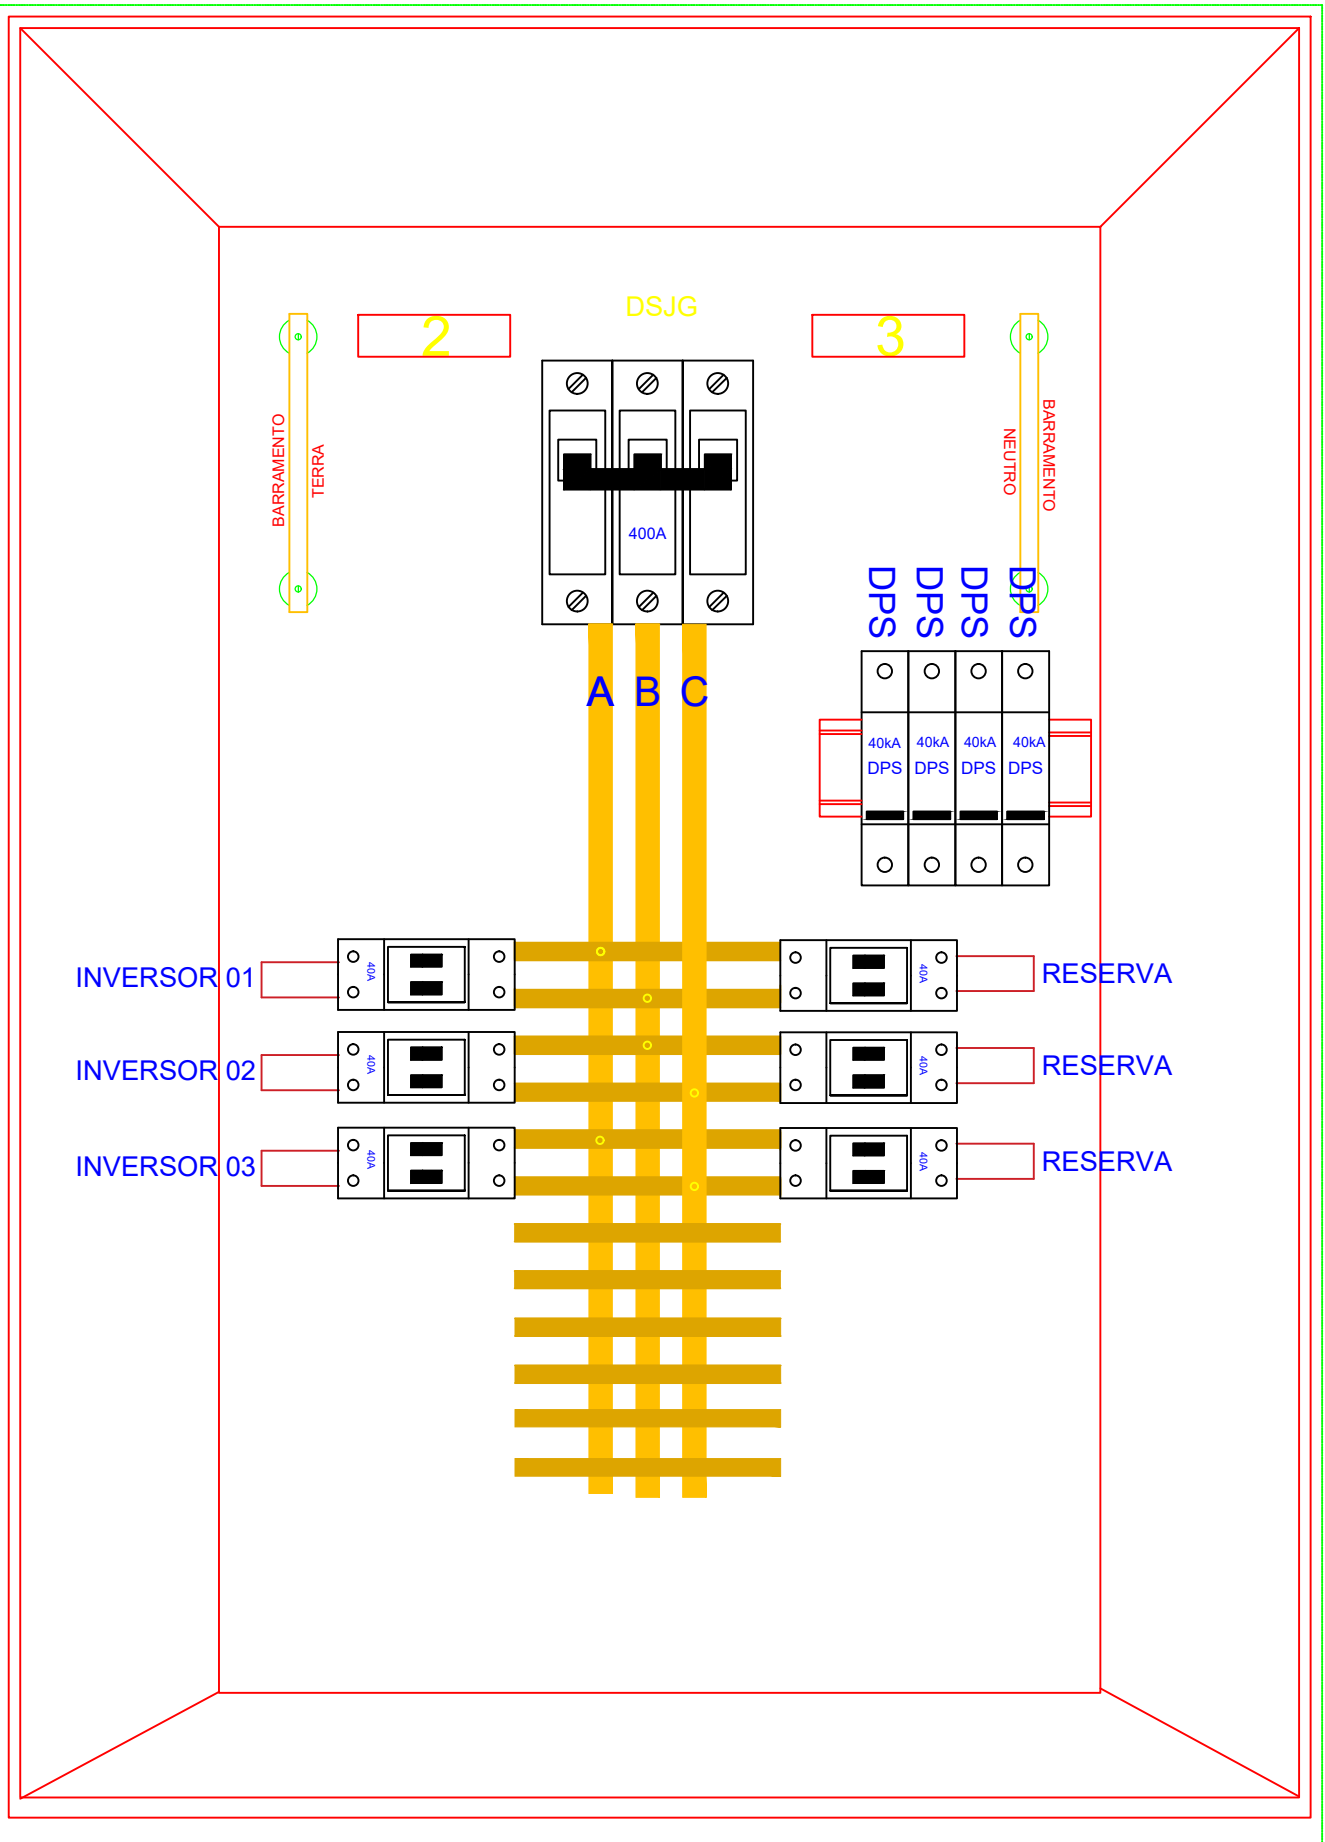 DSJG
2
3
BARRAMENTO
TERRA
NEUTRO
BARRAMENTO
400A
DPS
DPS
DPS
DPS
A
B
C
40kA
40kA
40kA
40kA
DPS
DPS
DPS
DPS
INVERSOR 01
40A
40A
RESERVA
INVERSOR 02
40A
40A
RESERVA
INVERSOR 03
40A
40A
RESERVA